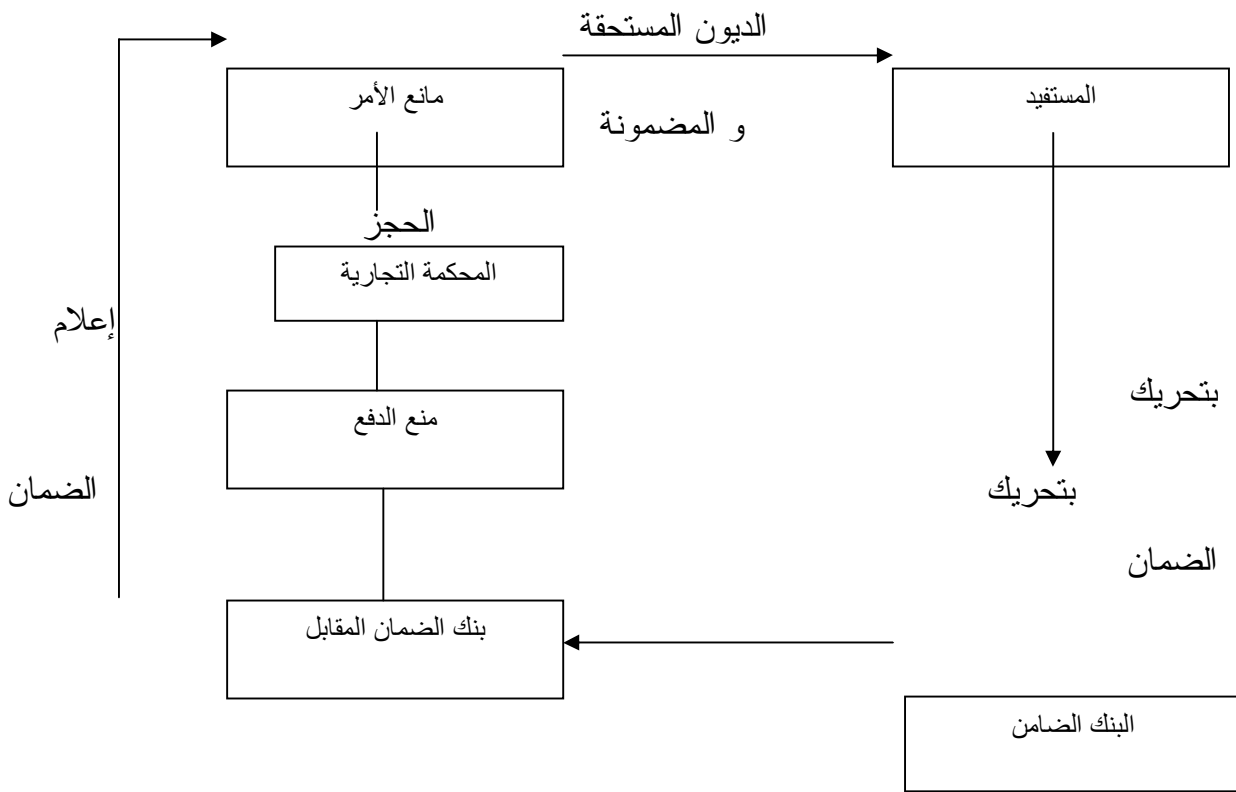 الديون المستحقة
مانع الأمر
المستفيد
و المضمونة
الحجز
المحكمة التجارية
إعلام
بتحريك
منع الدفع
الضمان
بتحريك
الضمان
بنك الضمان المقابل
البنك الضامن